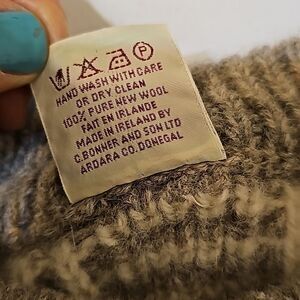 P
HAND WASH WITH CARE
OR DRY CLEAN
100% PURE NEW WOOL
FAIT EN IRLANDE
MADE IN IRELAND BY
C.BONNER AND SON LTD
ARDARA CO. DONEGAL